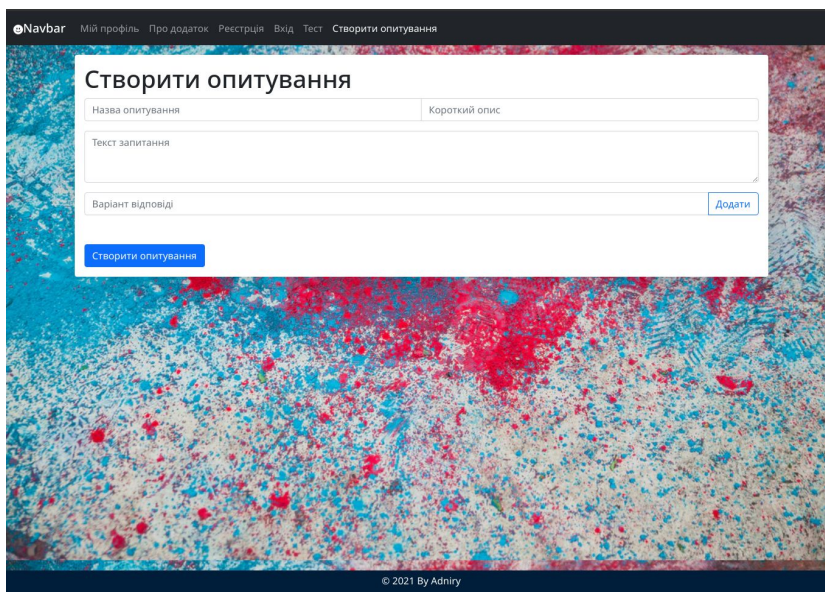 Navbar Мій профіль Про додаток Реєстрція Вхід Тест Створити опитування
Створити опитування
Назва опитування Короткий опис
Текст запитання
Варіант відповіді Додати
Створити опитування
© 2021 By Adniry